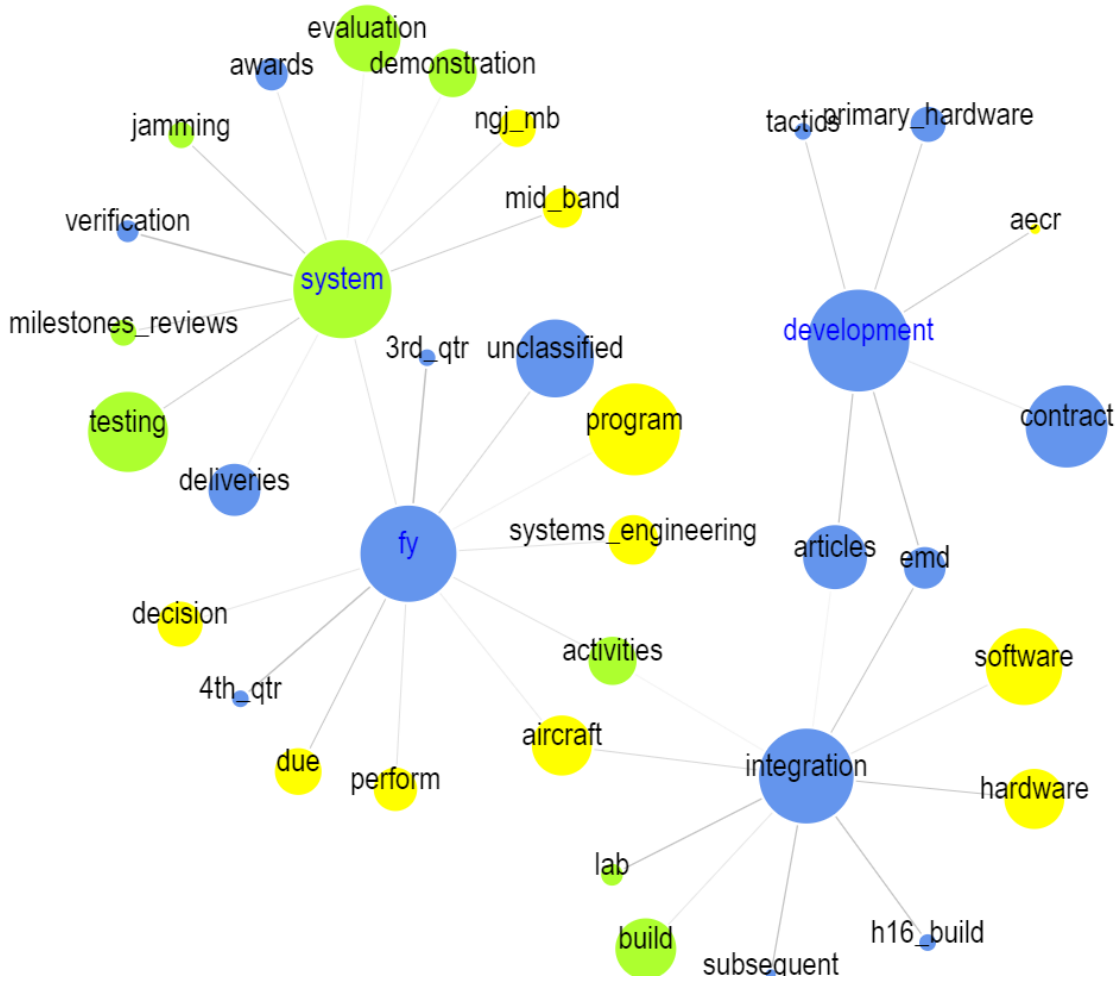 evaluation
awards
demonstration
jamming
ngj_mb
tactids
primary_hardware
mid_band
verification
aecr
system
milestones_reviews
3rd_qtr
unclassified
development
program
testing
contract
deliveries
systems_engineering
fy
articles
emd
decision
activities
software
4th_qtr
aircraft
due
perform
integration
hardware
lab
build
h16_build
subsequent